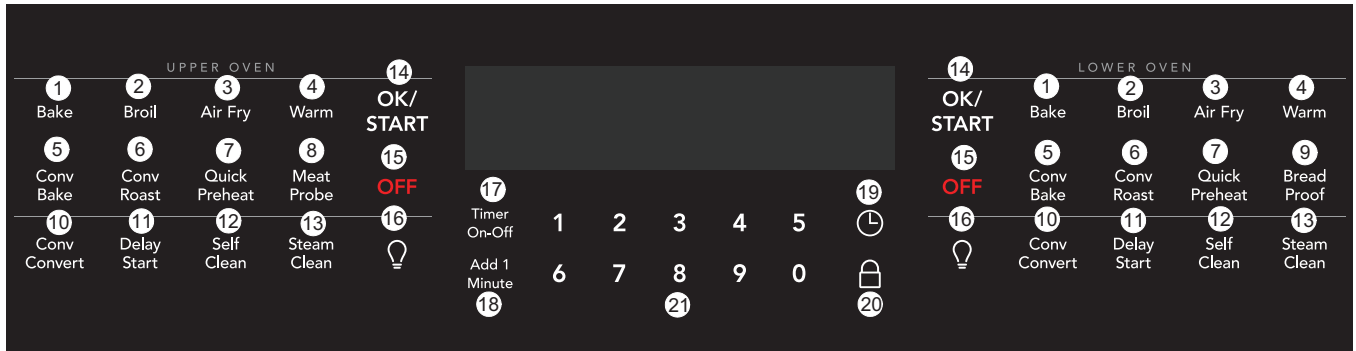 UPPER OVEN
14
1 2 3 4
Bake Broil Air Fry Warm
OK/
START
5 6 7 8
15
Conv Conv Quick Meat
Bake Roast Preheat Probe
OFF
10 11 12 13
16
Conv Delay Self Steam
Convert Start Clean Clean
17
19
Timer
On-Off
1 2 3 4 5
Add 1
Minute
6 7 8 9 0
18
21
20
LOWER OVEN
14
1 2 3 4
OK/
START
Bake Broil Air Fry Warm
15
5 6 7 9
OFF
Conv Conv Quick Bread
Bake Roast Preheat Proof
16
10 11 12 13
Conv Delay Self Steam
Convert Start Clean Clean